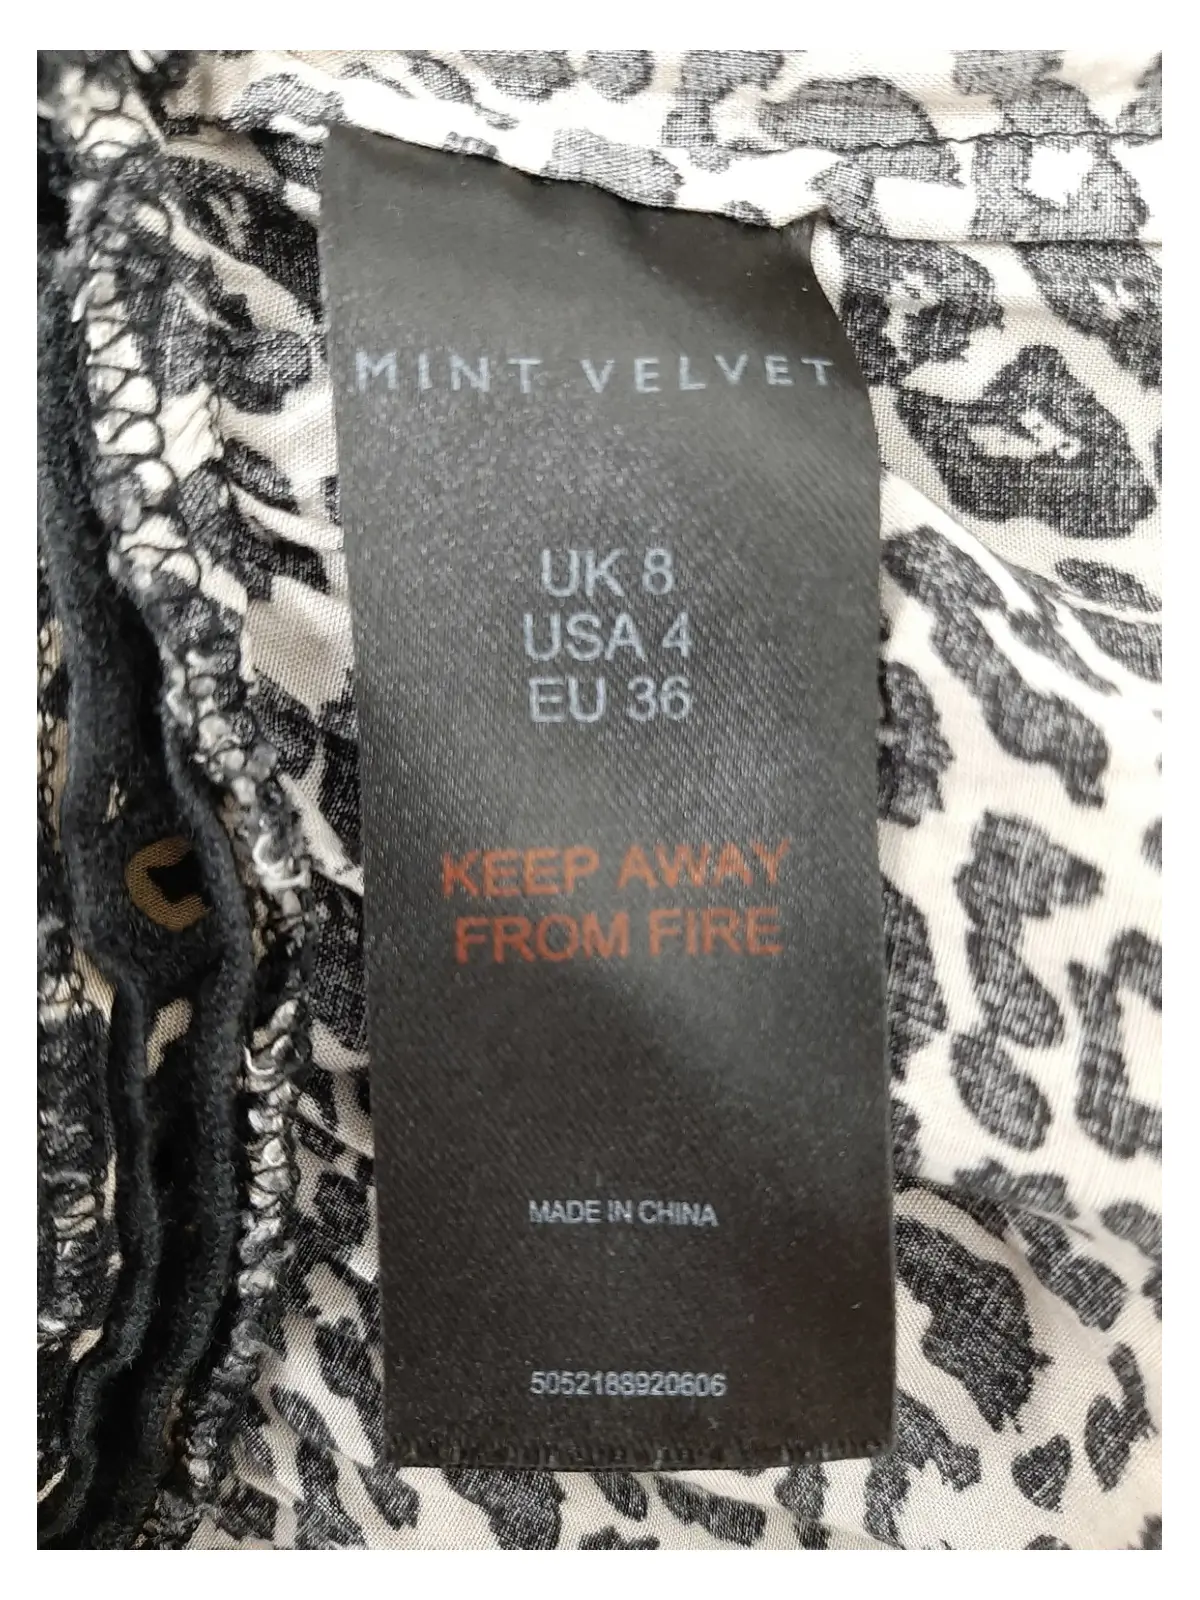 MINT VELVET
UK 8
USA 4
EU 36
KEEP AWAY
FROM FIRE
MADE IN CHINA
5052188920606